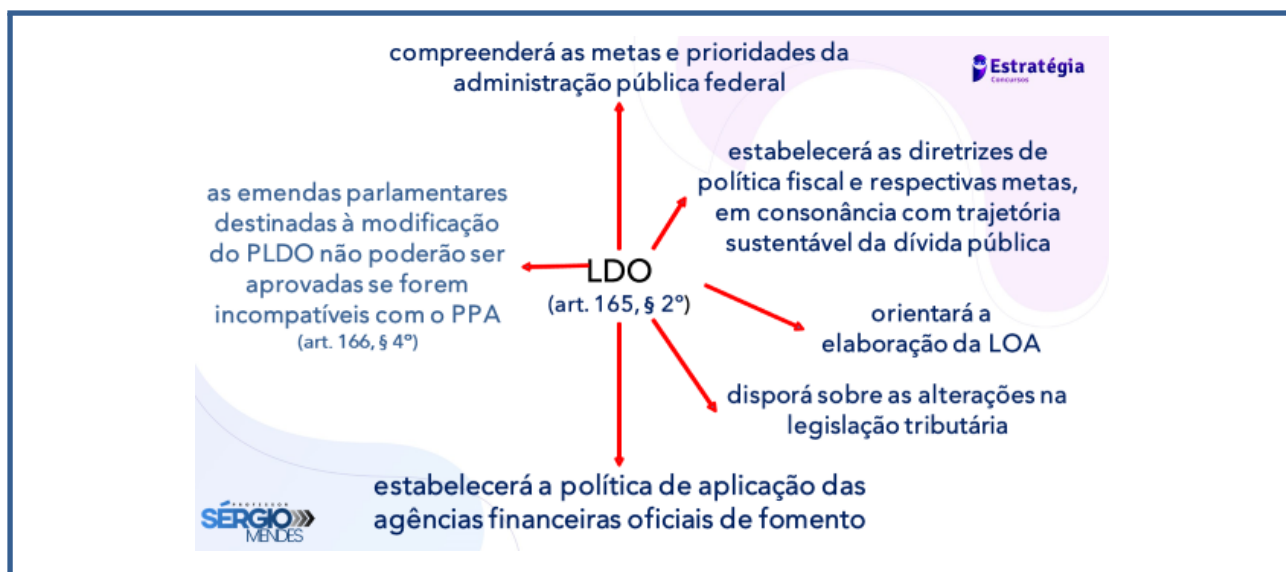 compreenderá as metas e prioridades da
administração pública federal
Estratégia
Concursos
estabelecerá as diretrizes de
política fiscal e respectivas metas,
em consonância com trajetória
sustentável da dívida pública
as emendas parlamentares
destinadas à modificação
do PLDO não poderão ser
aprovadas se forem
incompatíveis com o PPA
(art. 166, § 4º)
LDO
(art. 165, § 2º)
orientará a
elaboração da LOA
disporá sobre as alterações na
legislação tributária
estabelecerá a política de aplicação das
agências financeiras oficiais de fomento
PROFESSOR
SÉRGIO
MENDES